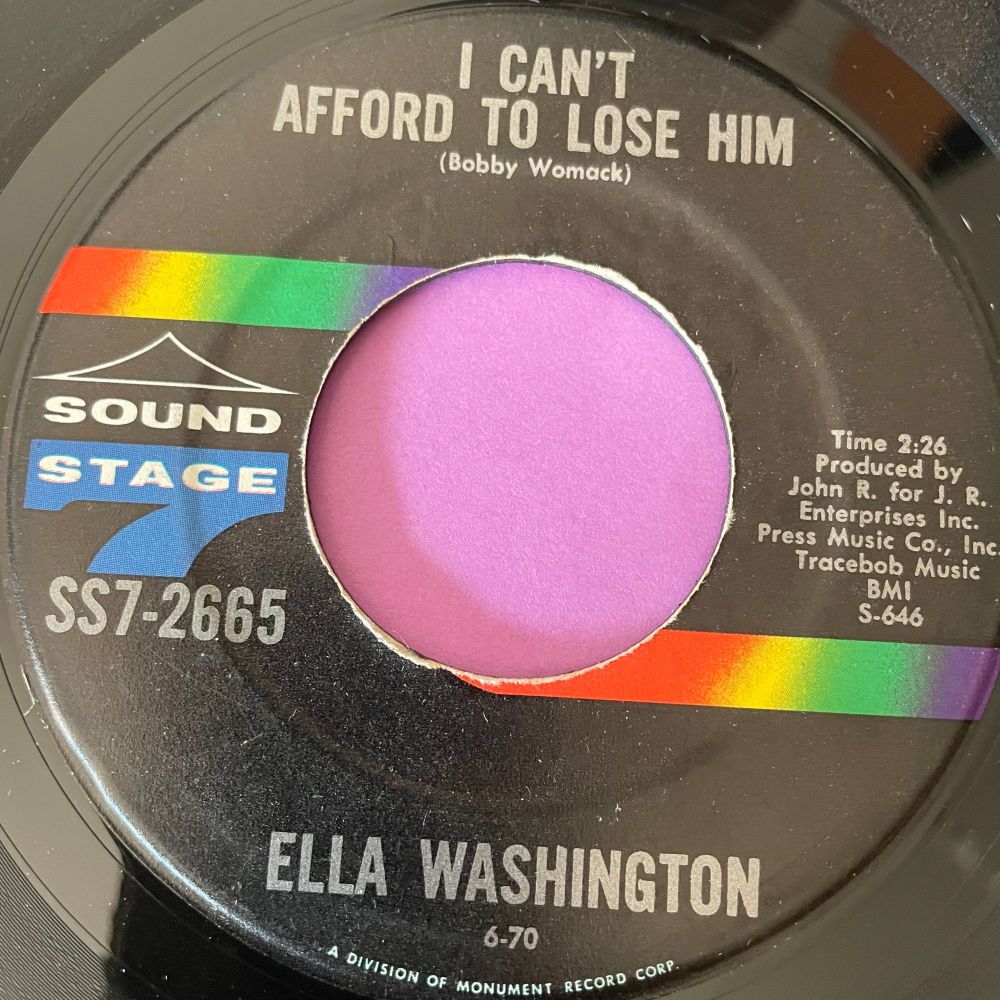 I CAN'T
AFFORD TO LOSE HIM
(Bobby Womack)
SOUND
STAGE
7
SS7-2665
Time 2:26
Produced by
John R. for J. R.
Enterprises Inc.
Press Music Co., Inc.
Tracebob Music
BMI
S-646
ELLA WASHINGTON
6-70
A DIVISION OF MONUMENT RECORD CORP.